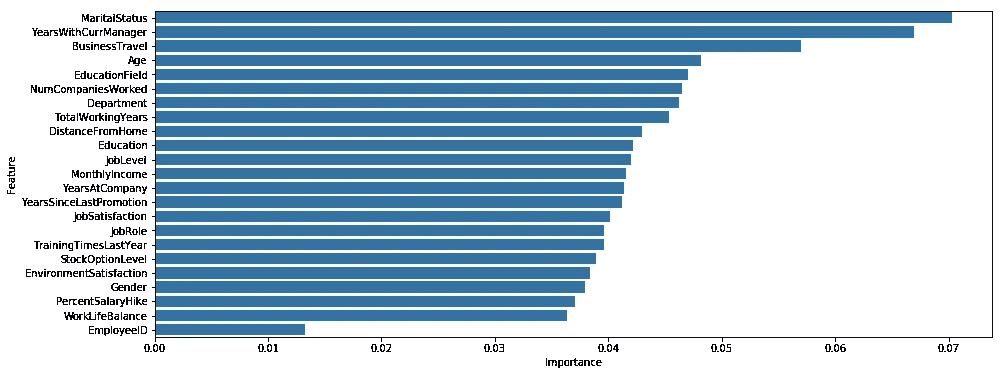 MaritalStatus
YearsWithCurrManager
BusinessTravel
Age
EducationField
NumCompaniesWorked
Department
TotalWorkingYears
DistanceFromHome
Education
JobLevel
MonthlyIncome
YearsAtCompany
YearsSinceLastPromotion
JobSatisfaction
JobRole
TrainingTimesLastYear
StockOptionLevel
EnvironmentSatisfaction
Gender
PercentSalaryHike
WorkLifeBalance
EmployeeID
Feature
0.00 0.01 0.02 0.03 0.04 0.05 0.06 0.07
Importance